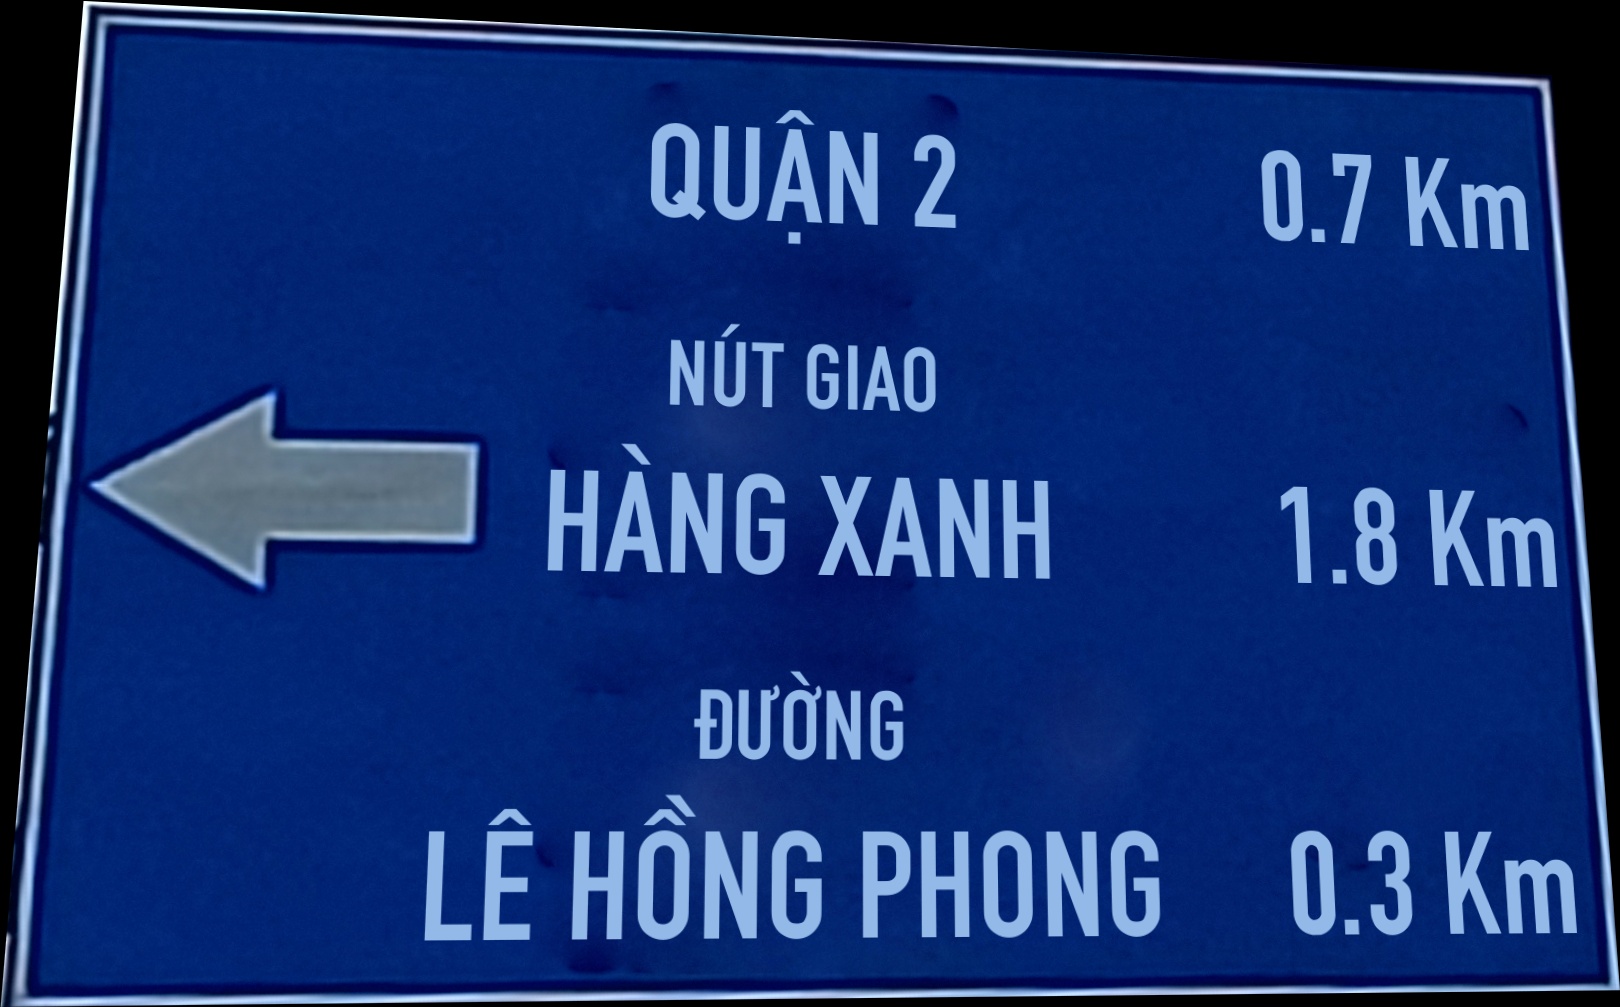 QUẬN 2 0.7 Km
NÚT GIAO
HÀNG XANH 1.8 Km
ĐƯỜNG
LÊ HỒNG PHONG 0.3 Km